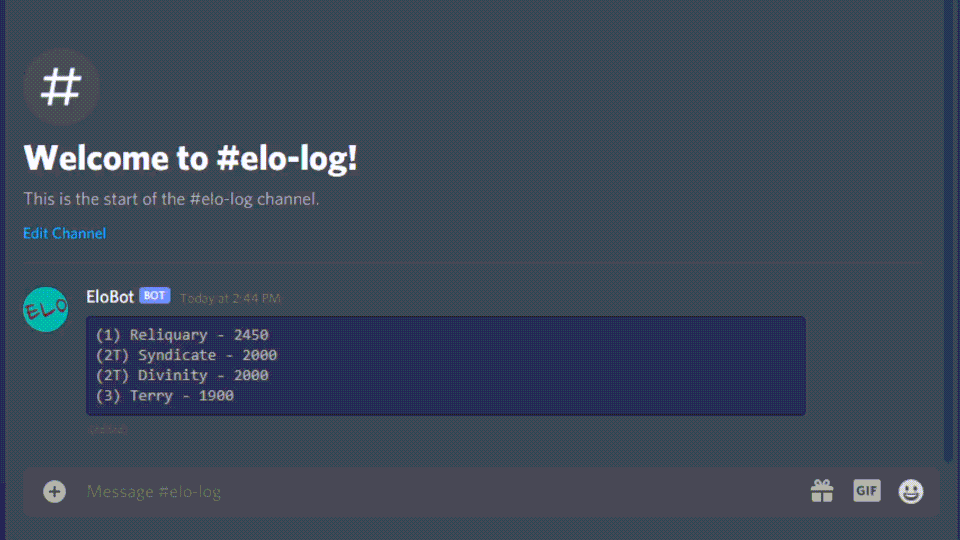 #
Welcome to #elo-log!
This is the start of the #elo-log channel.
Edit Channel
ELO
EloBot BOT Today at 2:44 PM
(1) Reliquary - 2450
(2T) Syndicate - 2000
(2T) Divinity - 2000
(3) Terry - 1900
(edited)
Message #elo-log GIF